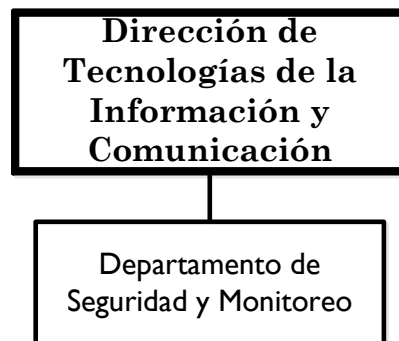 Dirección de
Tecnologías de la
Información y
Comunicación
Departamento de
Seguridad y Monitoreo